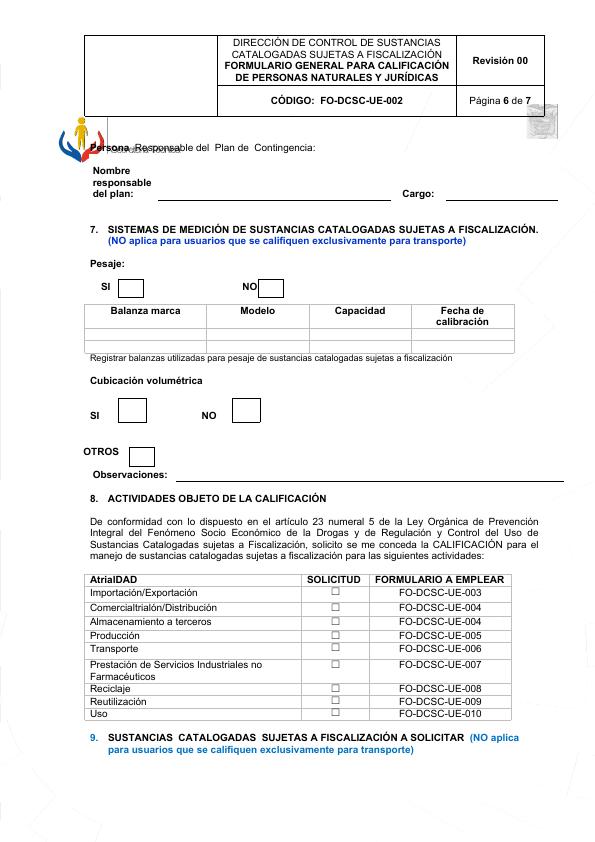 DIRECCIÓN DE CONTROL DE SUSTANCIAS
CATALOGADAS SUJETAS A FISCALIZACIÓN
FORMULARIO GENERAL PARA CALIFICACIÓN
DE PERSONAS NATURALES Y JURÍDICAS
Revisión 00
CÓDIGO: FO-DCSC-UE-002
Página 6 de 7
Persona Responsable del Plan de Contingencia:
Nombre
responsable
del plan:
Cargo:
7. SISTEMAS DE MEDICIÓN DE SUSTANCIAS CATALOGADAS SUJETAS A FISCALIZACIÓN.
(NO aplica para usuarios que se califiquen exclusivamente para transporte)
Pesaje:
SI NO
Balanza marca Modelo Capacidad Fecha de
calibración
Registrar balanzas utilizadas para pesaje de sustancias catalogadas sujetas a fiscalización
Cubicación volumétrica
SI NO
OTROS
Observaciones:
8. ACTIVIDADES OBJETO DE LA CALIFICACIÓN
De conformidad con lo dispuesto en el artículo 23 numeral 5 de la Ley Orgánica de Prevención
Integral del Fenómeno Socio Económico de la Drogas y de Regulación y Control del Uso de
Sustancias Catalogadas sujetas a Fiscalización, solicito se me conceda la CALIFICACIÓN para el
manejo de sustancias catalogadas sujetas a fiscalización para las siguientes actividades:
AtriaIDAD SOLICITUD FORMULARIO A EMPLEAR
Importación/Exportación ☐ FO-DCSC-UE-003
Comercialtrialón/Distribución ☐ FO-DCSC-UE-004
Almacenamiento a terceros ☐ FO-DCSC-UE-004
Producción ☐ FO-DCSC-UE-005
Transporte ☐ FO-DCSC-UE-006
Prestación de Servicios Industriales no ☐ FO-DCSC-UE-007
Farmacéuticos
Reciclaje ☐ FO-DCSC-UE-008
Reutilización ☐ FO-DCSC-UE-009
Uso ☐ FO-DCSC-UE-010
9. SUSTANCIAS CATALOGADAS SUJETAS A FISCALIZACIÓN A SOLICITAR (NO aplica
para usuarios que se califiquen exclusivamente para transporte)